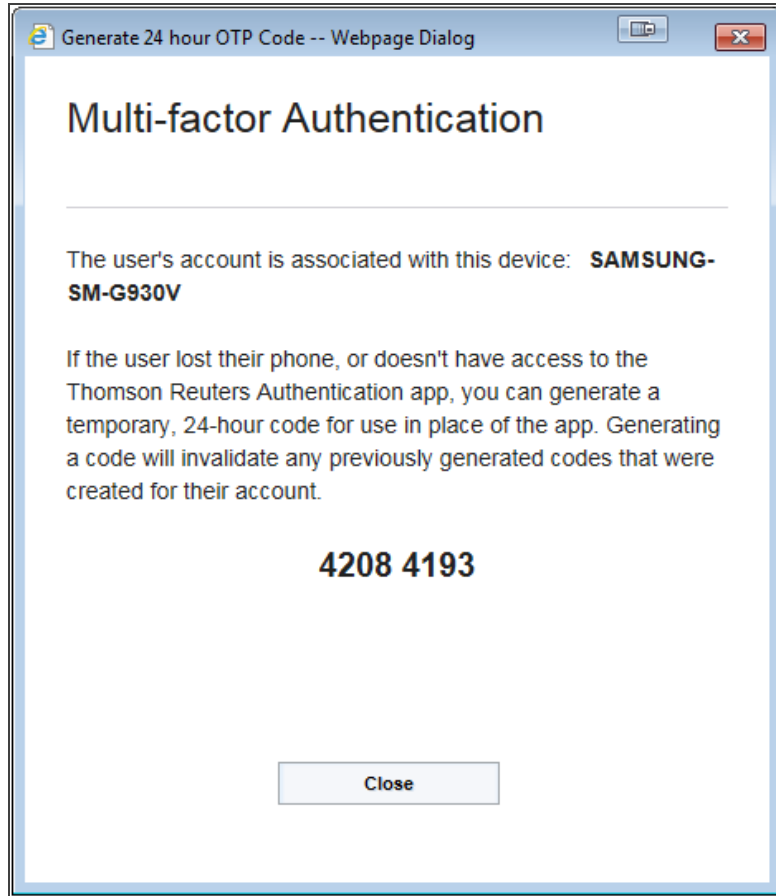 Generate 24 hour OTP Code -- Webpage Dialog
Multi-factor Authentication
The user's account is associated with this device: SAMSUNG-
SM-G930V
If the user lost their phone, or doesn't have access to the
Thomson Reuters Authentication app, you can generate a
temporary, 24-hour code for use in place of the app. Generating
a code will invalidate any previously generated codes that were
created for their account.
4208 4193
Close